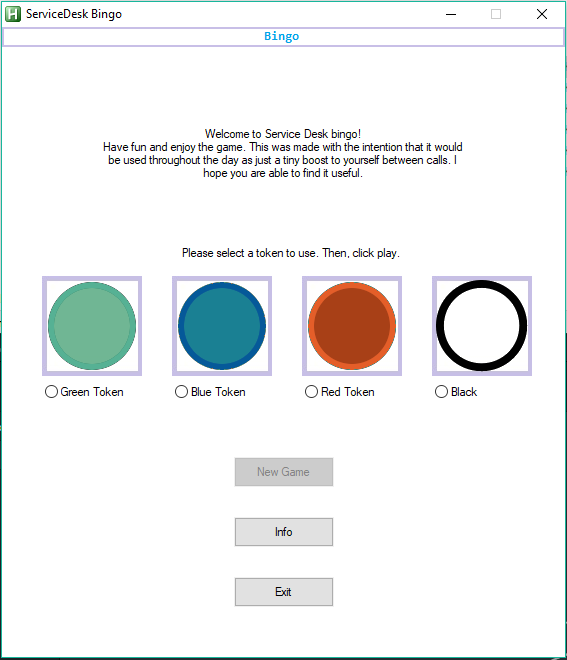 ServiceDesk Bingo
Bingo
Welcome to Service Desk bingo!
Have fun and enjoy the game. This was made with the intention that it would
be used throughout the day as just a tiny boost to yourself between calls. I
hope you are able to find it useful.
Please select a token to use. Then, click play.
Green Token
Blue Token
Red Token
Black
New Game
Info
Exit